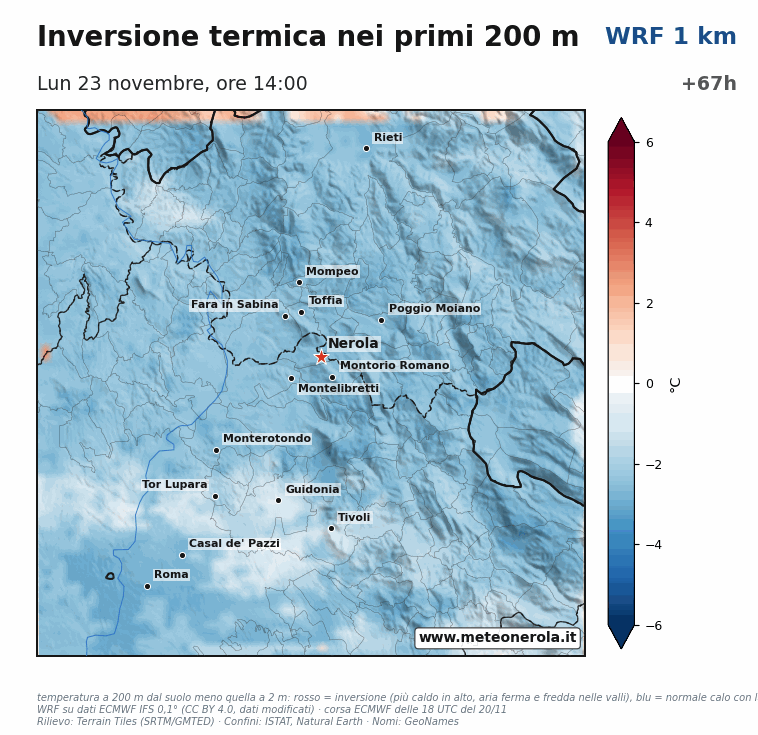 Inversione termica nei primi 200 m
WRF 1 km
Lun 23 novembre, ore 14:00
+67h
Rieti
Mompeo
Fara in Sabina
Toffia
Poggio Moiano
Nerola
Montorio Romano
Montelibretti
Monterotondo
Tor Lupara
Guidonia
Tivoli
Casal de' Pazzi
Roma
www.meteonerola.it
6
4
2
0
−2
−4
−6
°C
temperatura a 200 m dal suolo meno quella a 2 m: rosso = inversione (più caldo in alto, aria ferma e fredda nelle valli), blu = normale calo con l
WRF su dati ECMWF IFS 0,1° (CC BY 4.0, dati modificati) · corsa ECMWF delle 18 UTC del 20/11
Rilievo: Terrain Tiles (SRTM/GMTED) · Confini: ISTAT, Natural Earth · Nomi: GeoNames